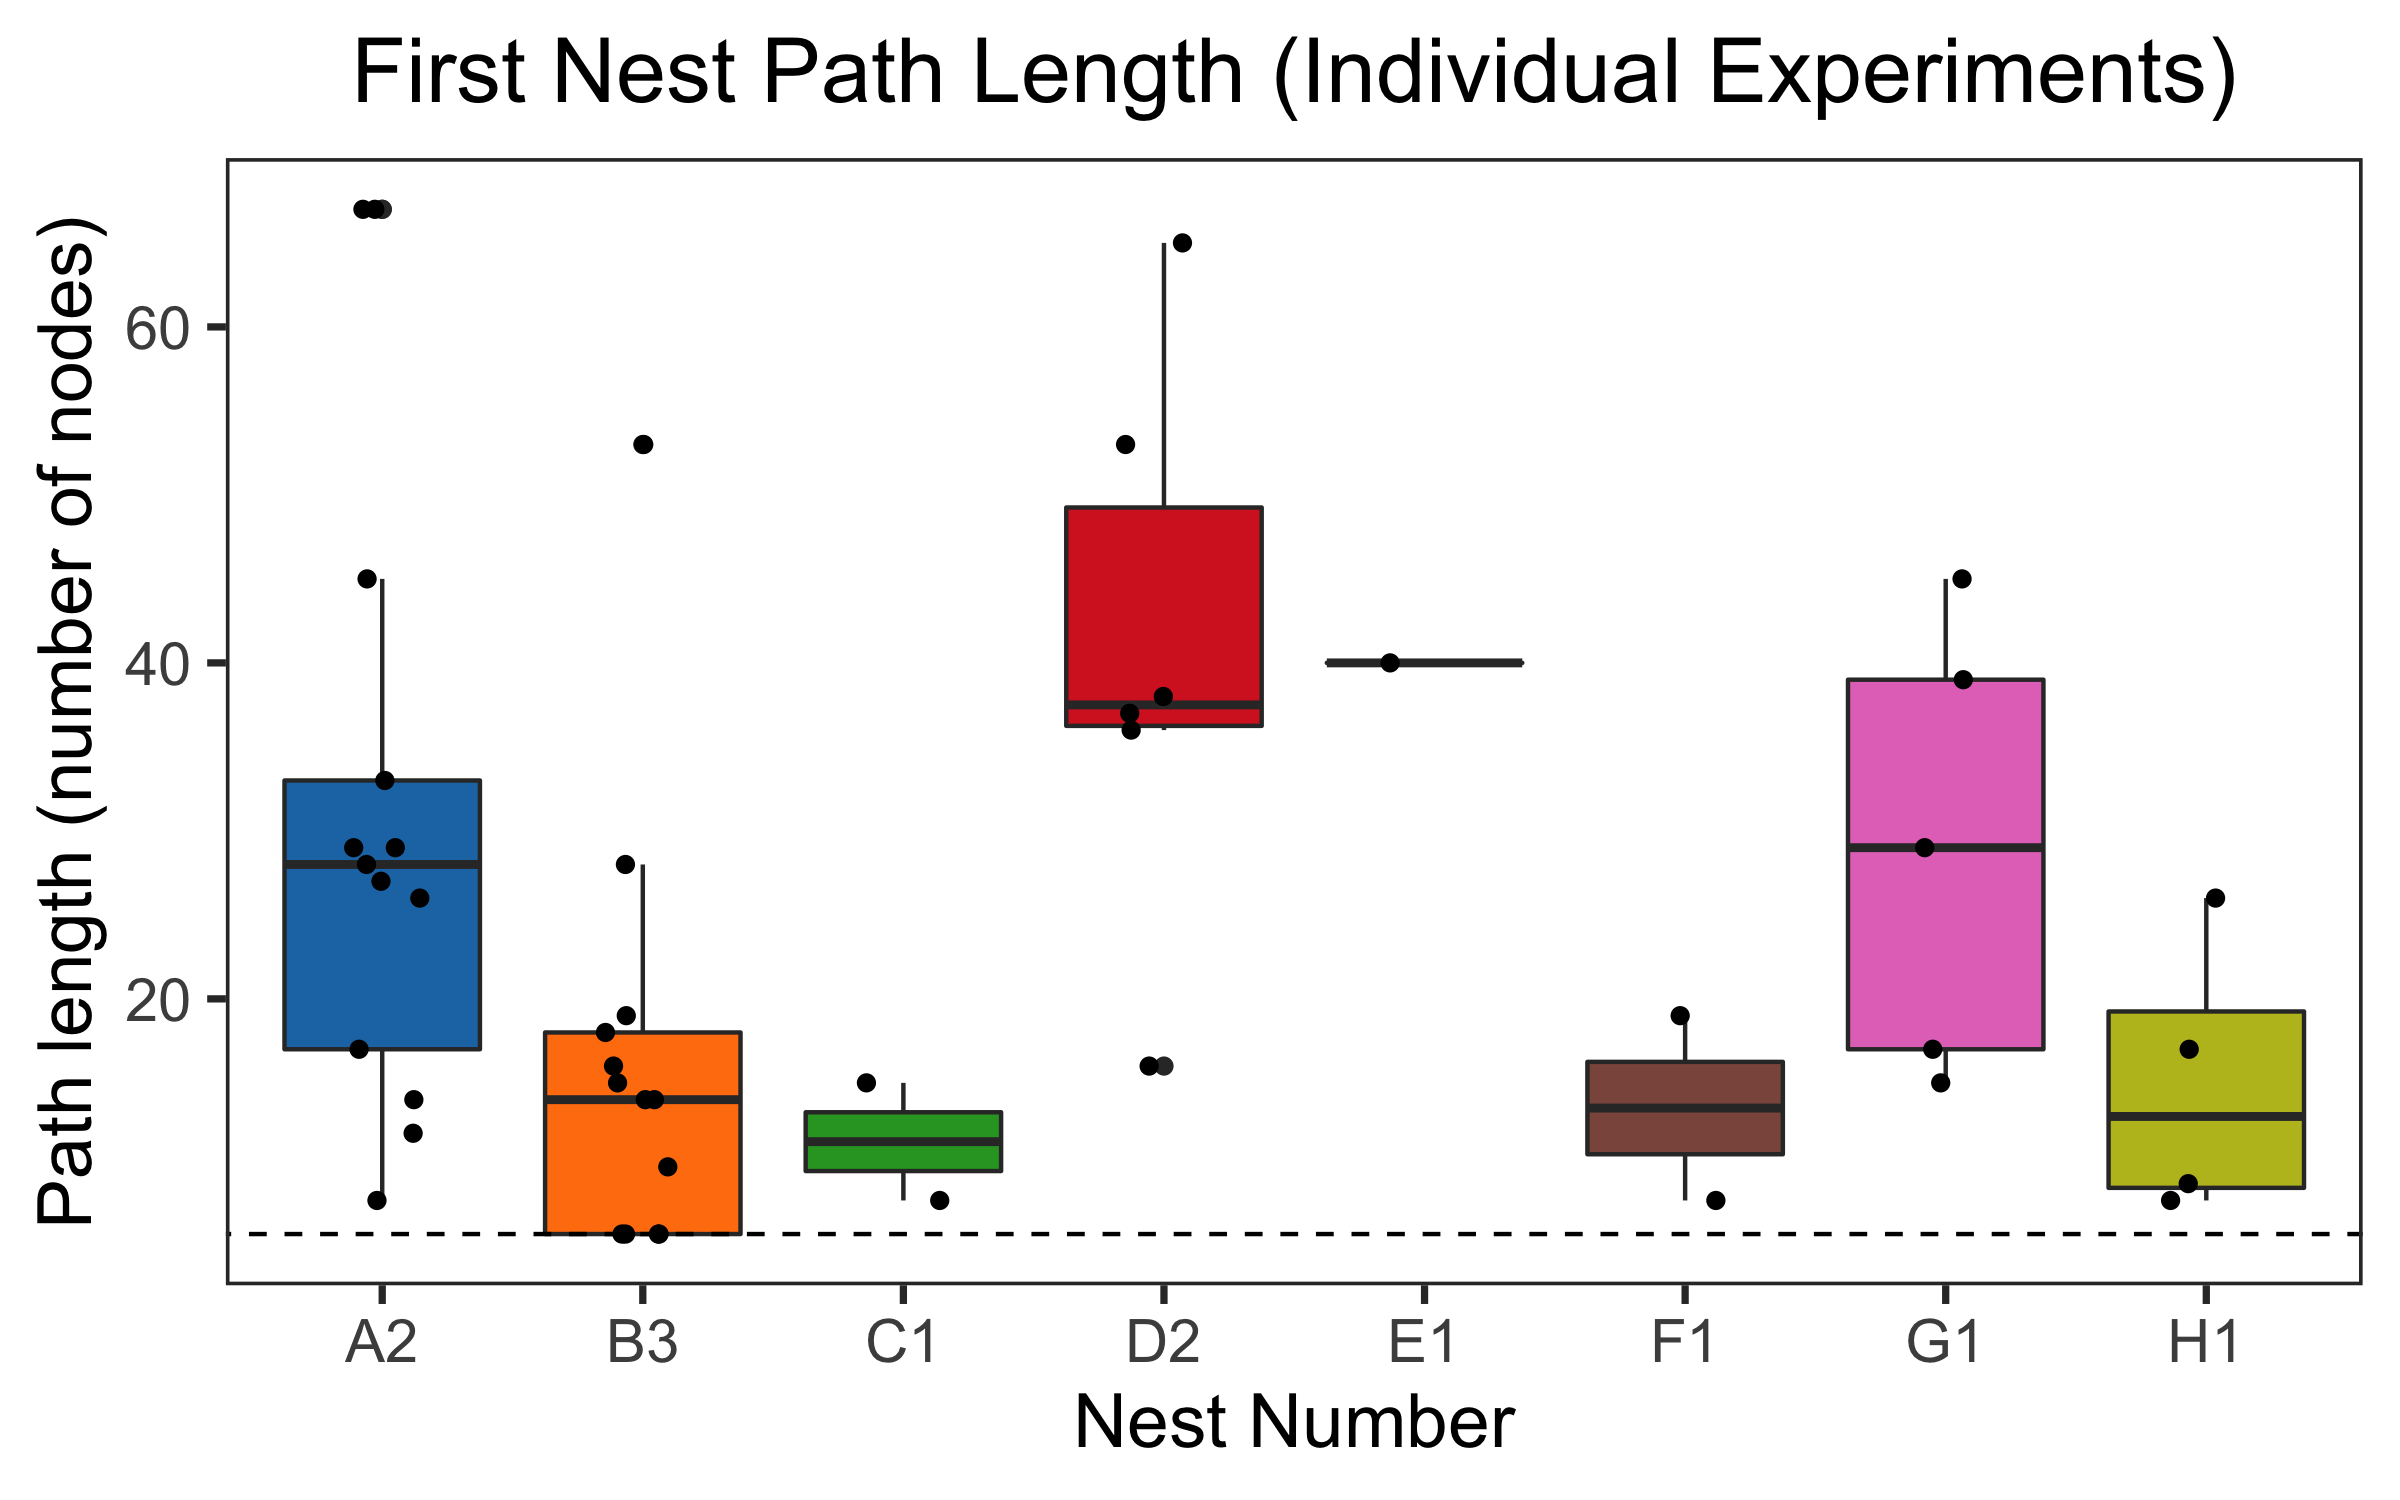 First Nest Path Length (Individual Experiments)
Path length (number of nodes)
60
40
20
A2 B3 C1 D2 E1 F1 G1 H1
Nest Number